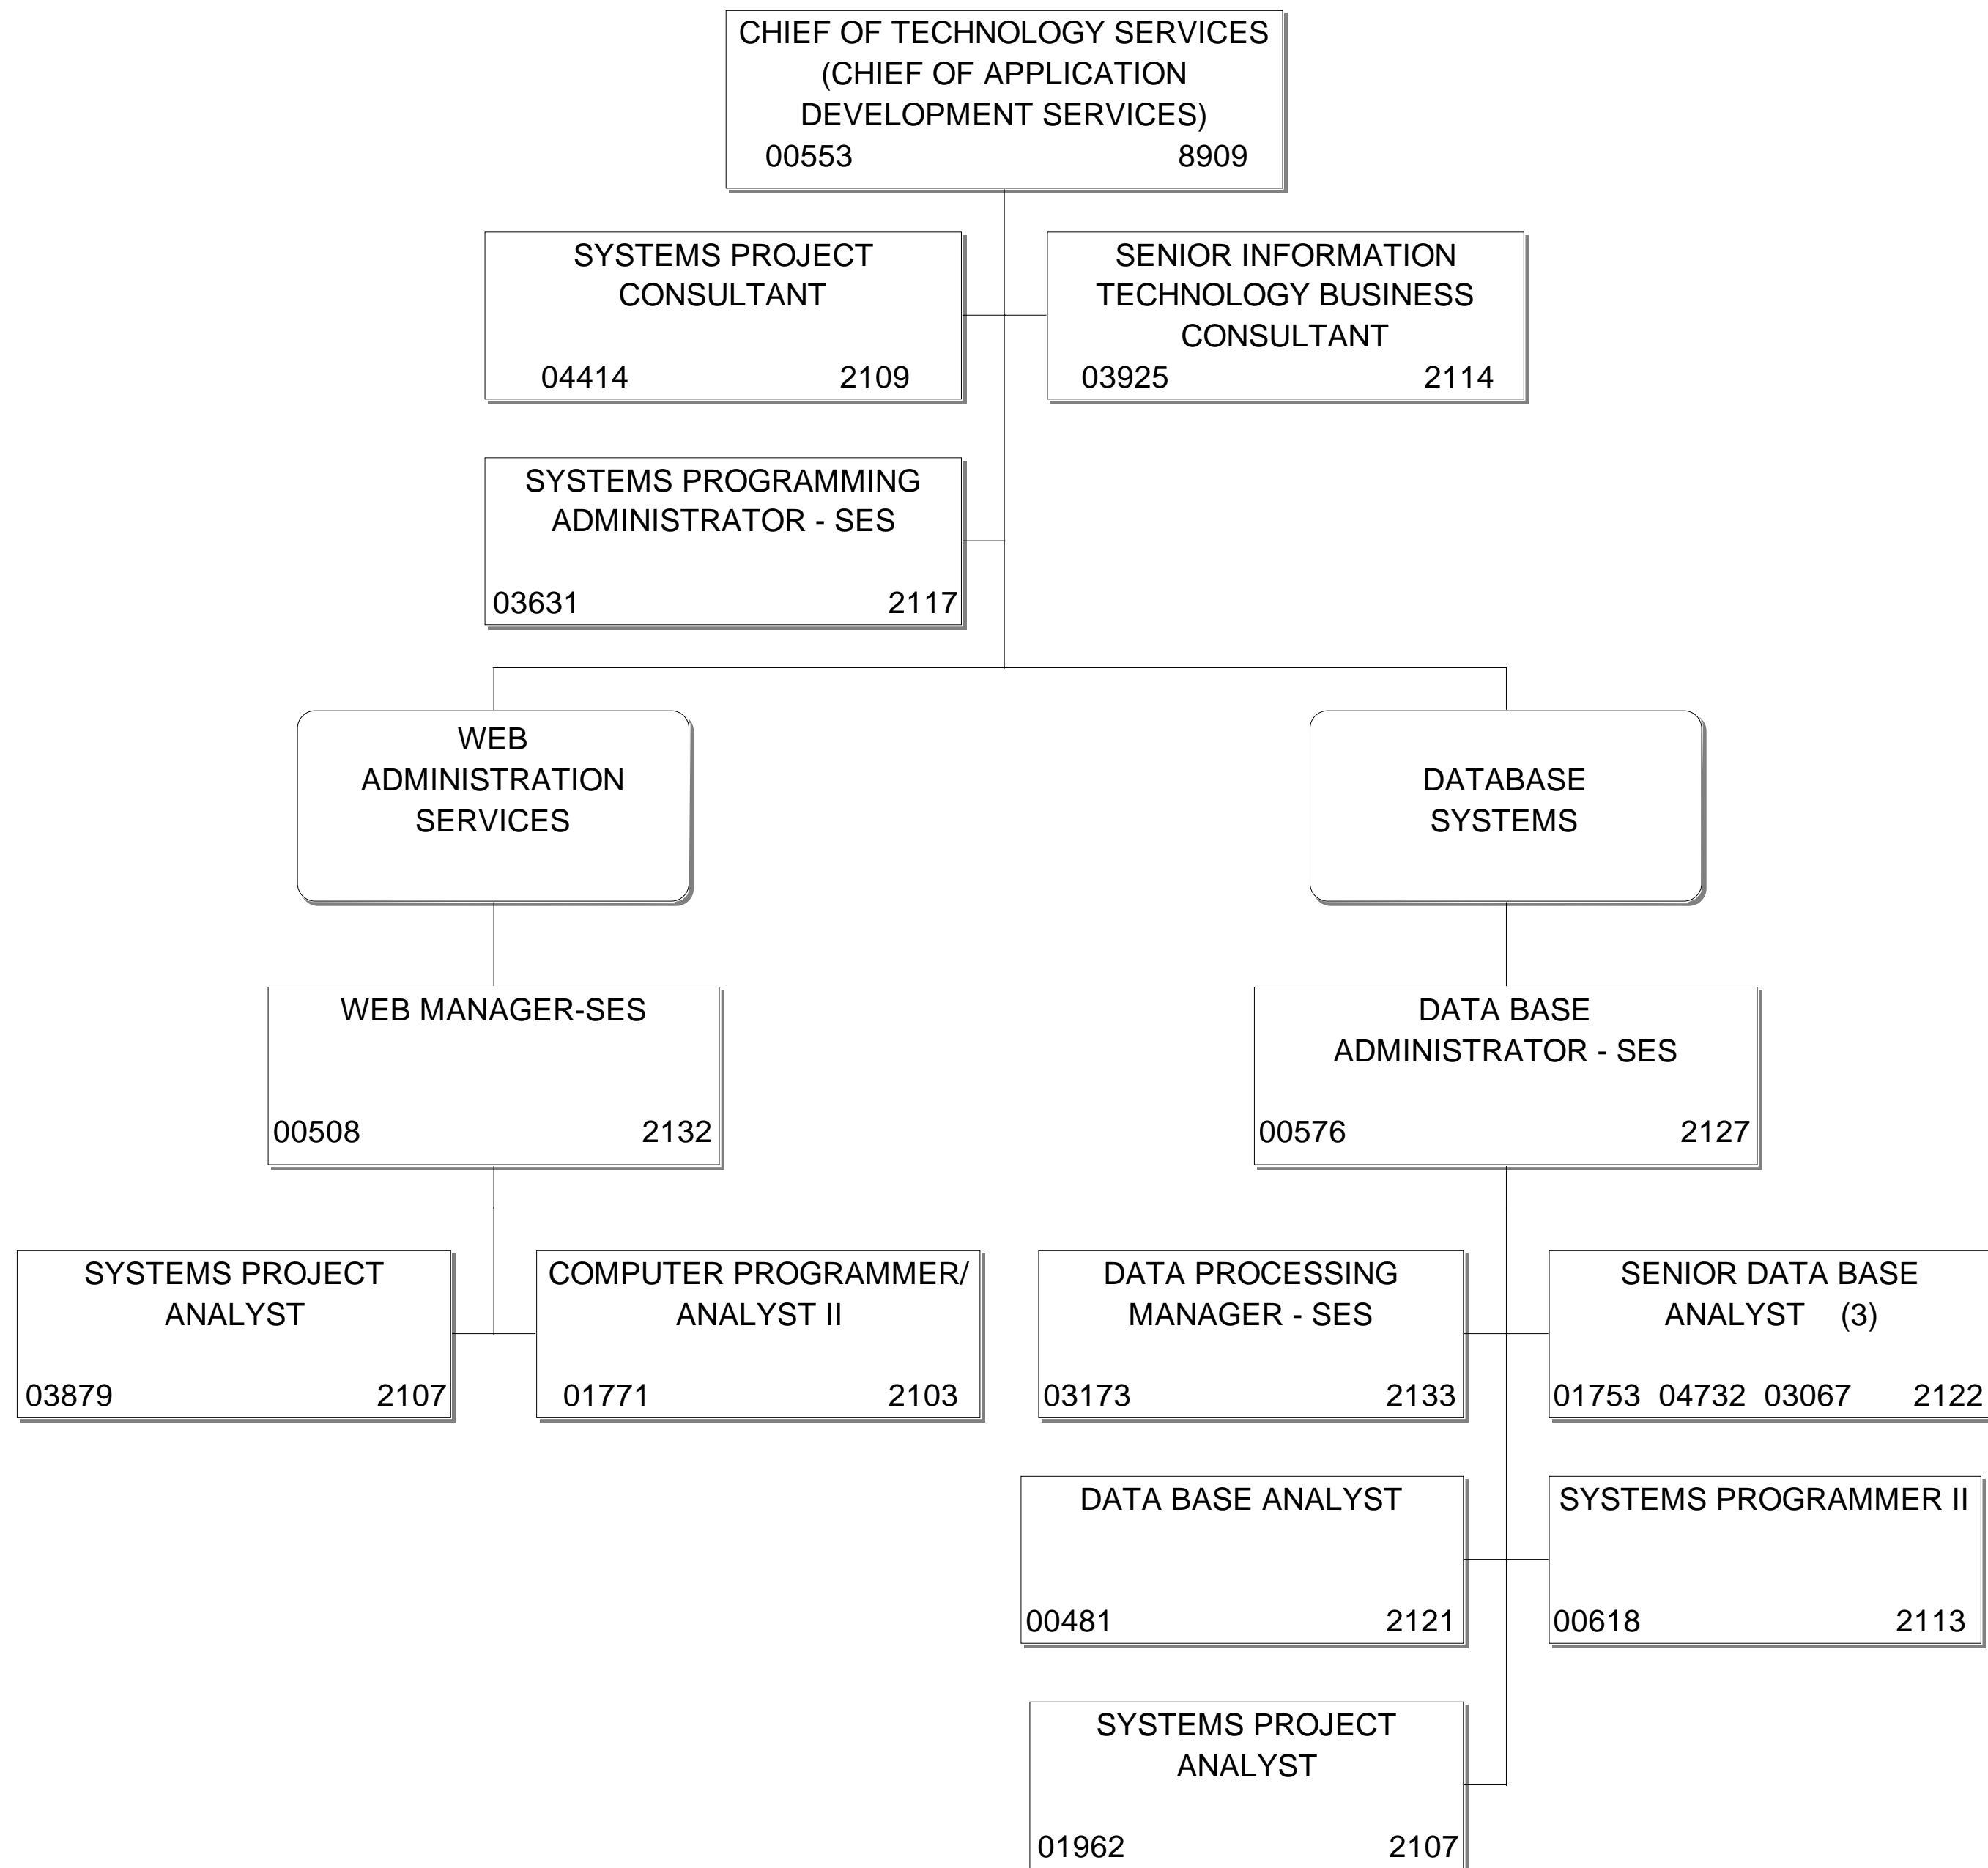 CHIEF OF TECHNOLOGY SERVICES
(CHIEF OF APPLICATION
DEVELOPMENT SERVICES)
00553 8909
SYSTEMS PROJECT
CONSULTANT
04414 2109
SENIOR INFORMATION
TECHNOLOGY BUSINESS
CONSULTANT
03925 2114
SYSTEMS PROGRAMMING
ADMINISTRATOR - SES
03631 2117
WEB
ADMINISTRATION
SERVICES
DATABASE
SYSTEMS
WEB MANAGER-SES
00508 2132
DATA BASE
ADMINISTRATOR - SES
00576 2127
SYSTEMS PROJECT
ANALYST
03879 2107
COMPUTER PROGRAMMER/
ANALYST II
01771 2103
DATA PROCESSING
MANAGER - SES
03173 2133
SENIOR DATA BASE
ANALYST (3)
01753 04732 03067 2122
DATA BASE ANALYST
00481 2121
SYSTEMS PROGRAMMER II
00618 2113
SYSTEMS PROJECT
ANALYST
01962 2107